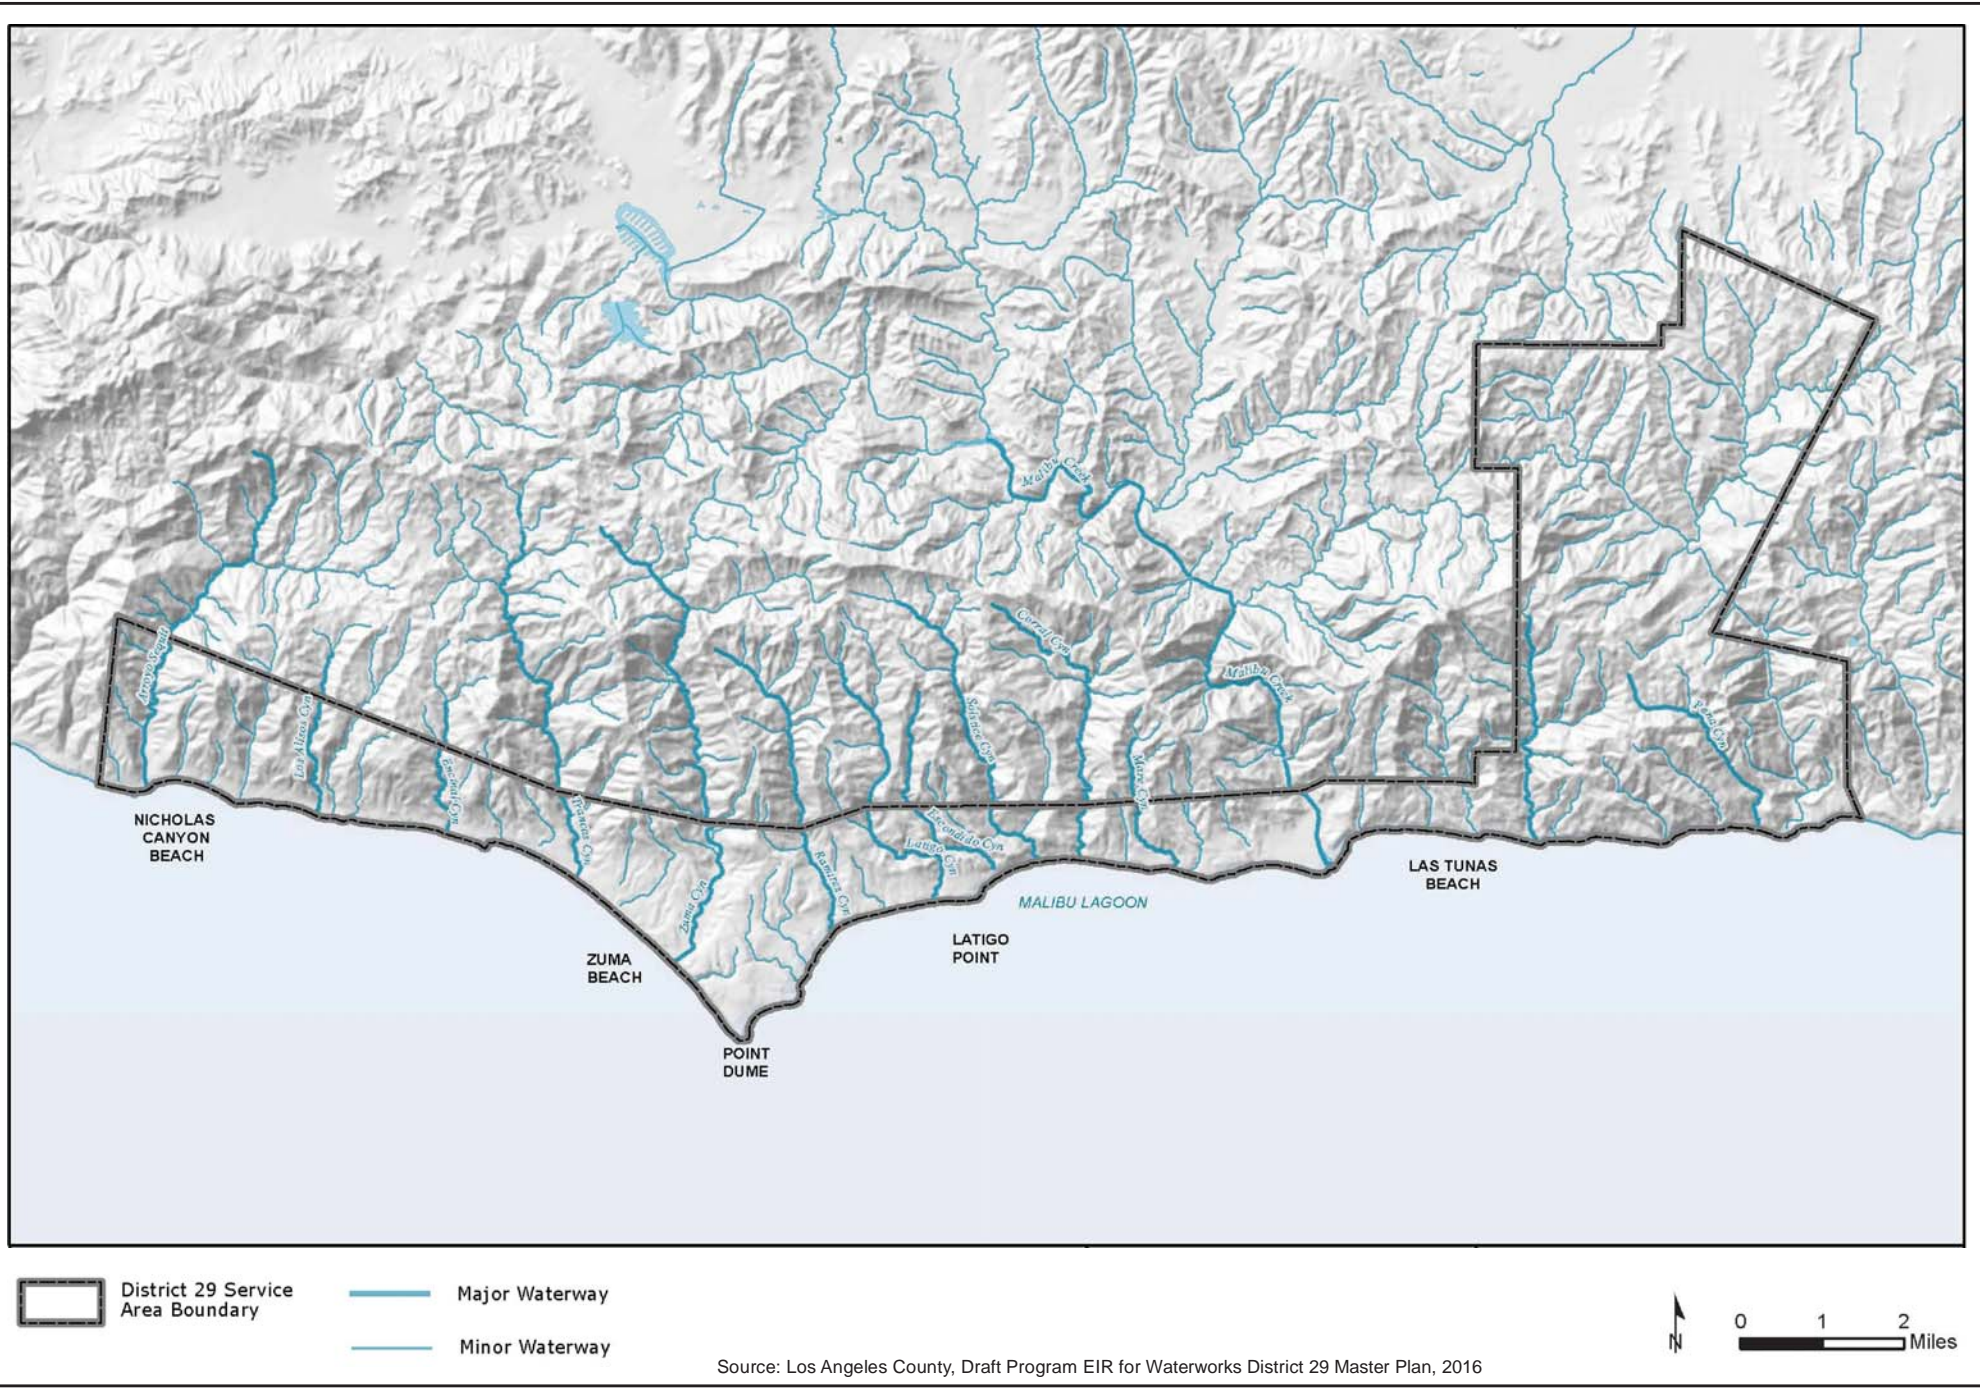 Malibu Creek
Arroyo Sequit
Corral Cyn
Malibu Creek
Los Alisos Cyn
Solstice Cyn
Pena Cyn
Encinal Cyn
Marie Cyn
Trancas Cyn
Escondido Cyn
Latigo Cyn
Ramirez Cyn
Zuma Cyn
NICHOLAS
CANYON
BEACH
LAS TUNAS
BEACH
MALIBU LAGOON
LATIGO
POINT
ZUMA
BEACH
POINT
DUME
District 29 Service
Area Boundary
Major Waterway
Minor Waterway
N
0 1 2
Miles
Source: Los Angeles County, Draft Program EIR for Waterworks District 29 Master Plan, 2016